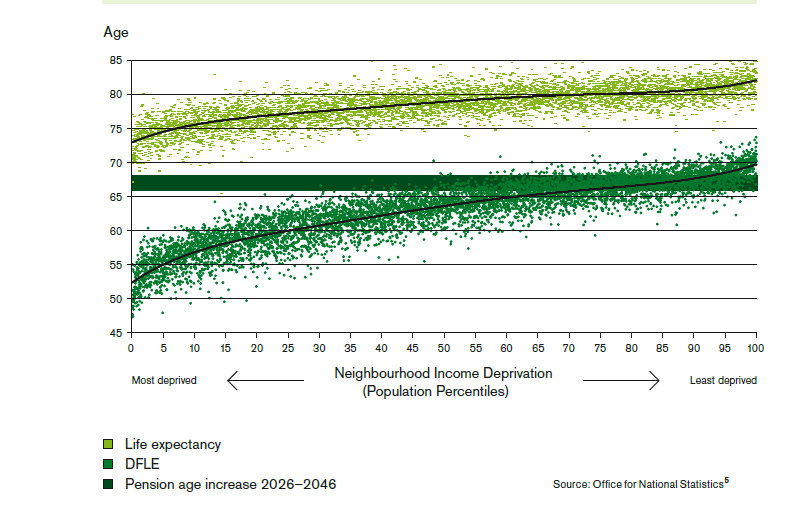 Age
85
80
75
70
65
60
55
50
45
0 5 10 15 20 25 30 35 40 45 50 55 60 65 70 75 80 85 90 95 100
Most deprived
Neighbourhood Income Deprivation
(Population Percentiles)
Least deprived
Life expectancy
DFLE
Pension age increase 2026–2046
Source: Office for National Statistics5